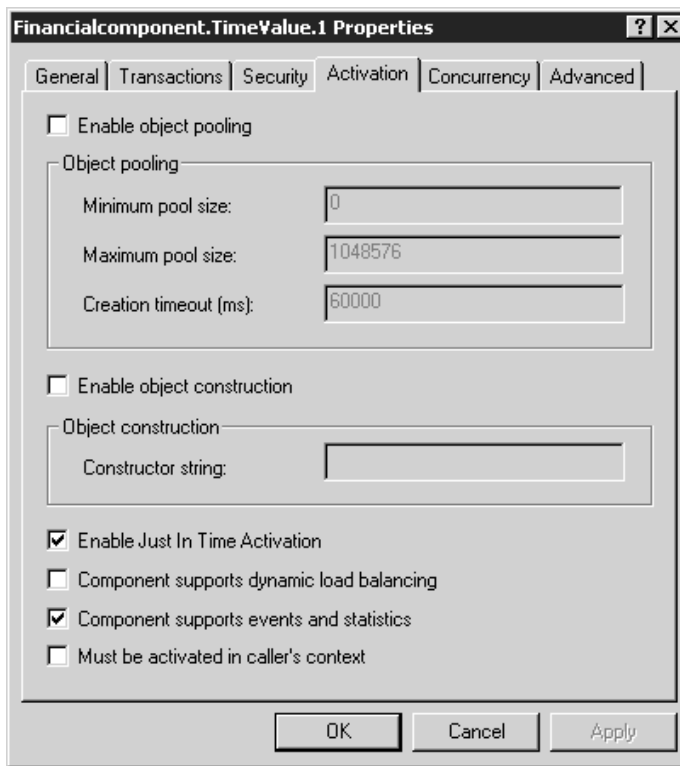 Financialcomponent.TimeValue.1 Properties
General Transactions Security Activation Concurrency Advanced
Enable object pooling
Object pooling
Minimum pool size: 0
Maximum pool size: 1048576
Creation timeout (ms): 60000
Enable object construction
Object construction
Constructor string:
Enable Just In Time Activation
Component supports dynamic load balancing
Component supports events and statistics
Must be activated in caller's context
OK Cancel Apply